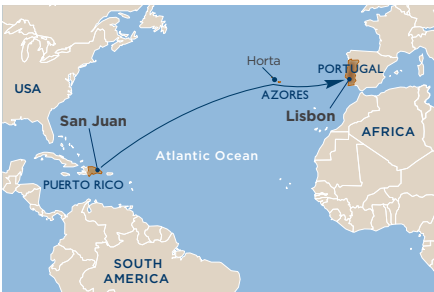 Horta
PORTUGAL
USA
AZORES
Lisbon
San Juan
AFRICA
Atlantic Ocean
PUERTO RICO
SOUTH
AMERICA